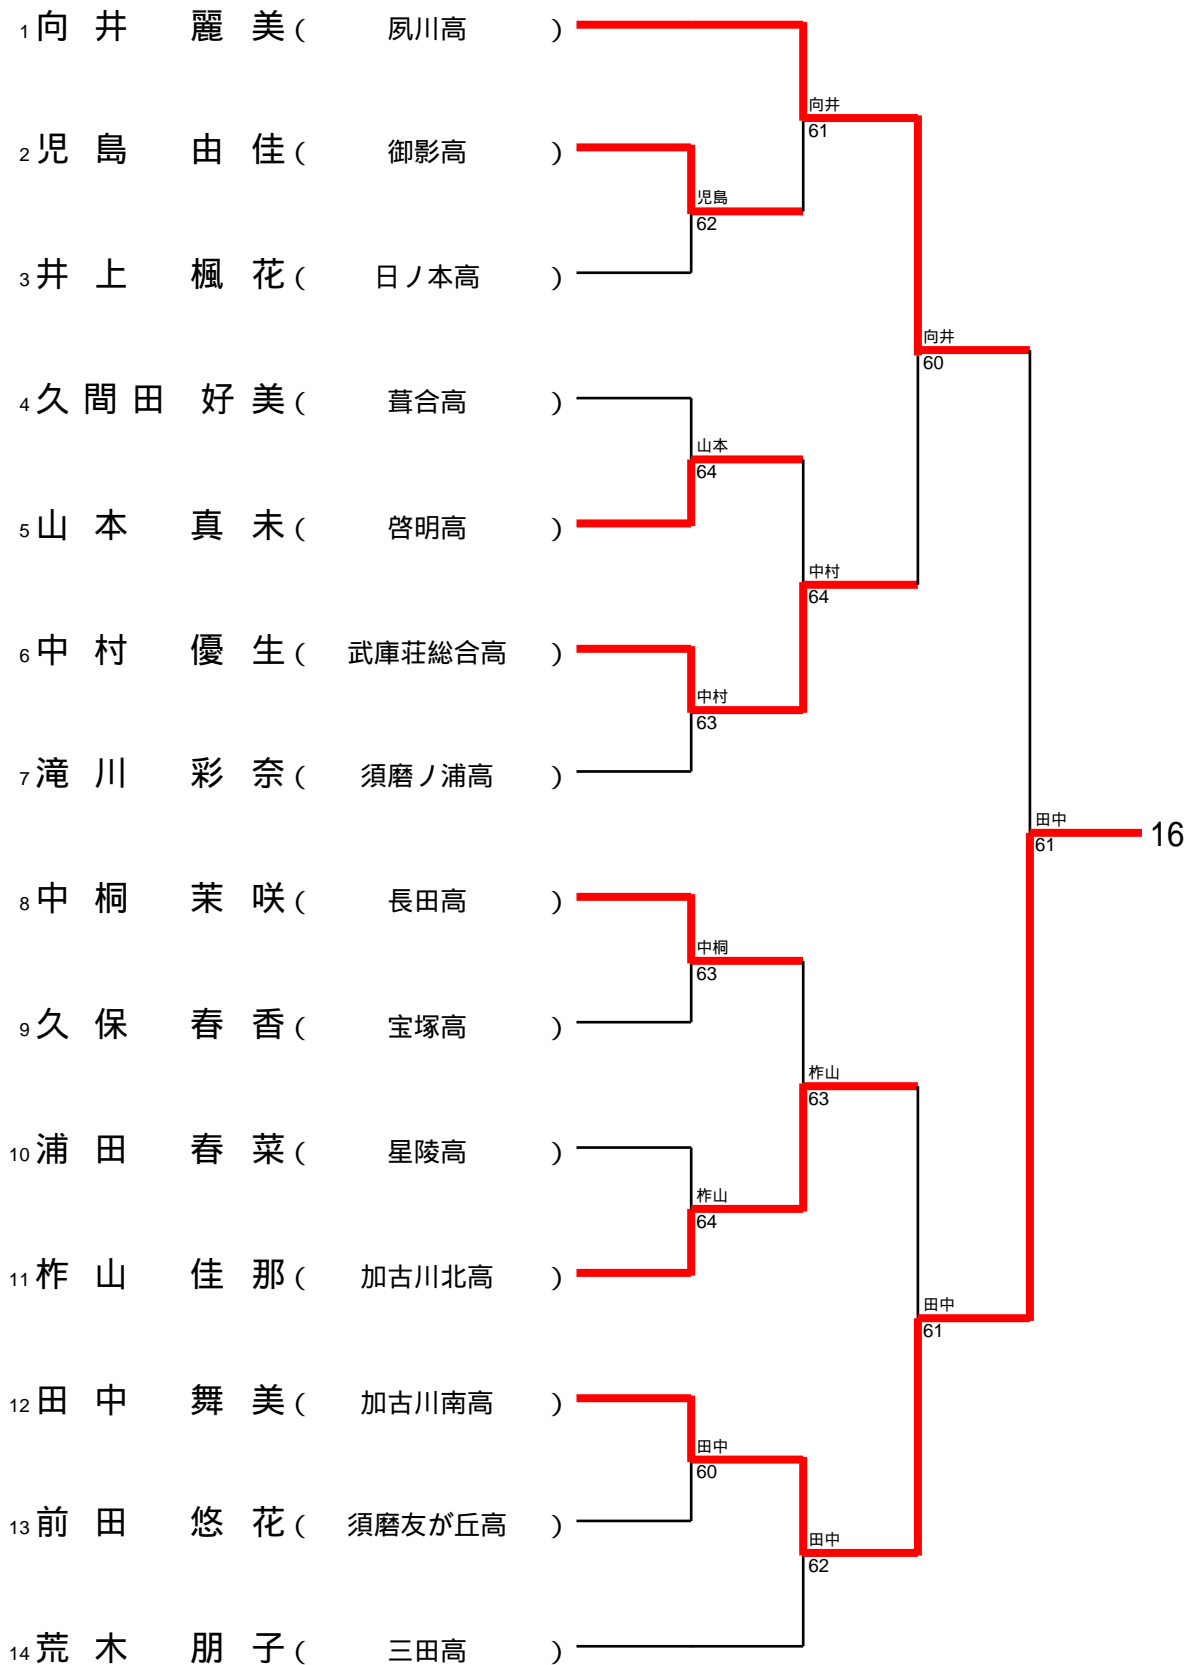 1 向井 麗美 ( 夙川高 )
向井
61
2 児島 由佳 ( 御影高 )
児島
62
3 井上 楓花 ( 日ノ本高 )
向井
60
4 久間田 好美 ( 葺合高 )
山本
64
5 山本 真未 ( 啓明高 )
中村
64
6 中村 優生 ( 武庫荘総合高 )
中村
63
7 滝川 彩奈 ( 須磨ノ浦高 )
田中
61
16
8 中桐 茉咲 ( 長田高 )
中桐
63
9 久保 春香 ( 宝塚高 )
柞山
63
10 浦田 春菜 ( 星陵高 )
柞山
64
11 柞山 佳那 ( 加古川北高 )
田中
61
12 田中 舞美 ( 加古川南高 )
田中
60
13 前田 悠花 ( 須磨友が丘高 )
田中
62
14 荒木 朋子 ( 三田高 )